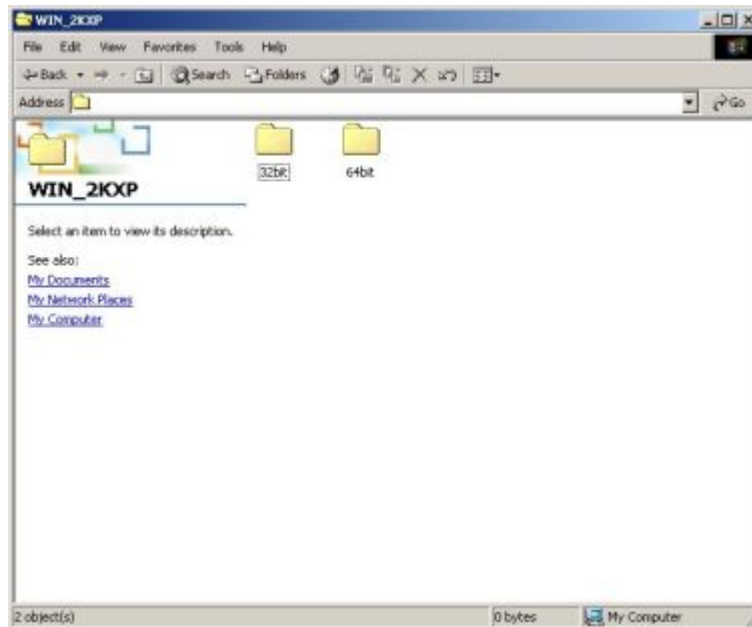 WIN_2KXP
File Edit View Favorites Tools Help
Back Search Folders
Address Go
32bit 64bit
WIN_2KXP
Select an item to view its description.
See also:
My Documents
My Network Places
My Computer
2 object(s) 0 bytes My Computer